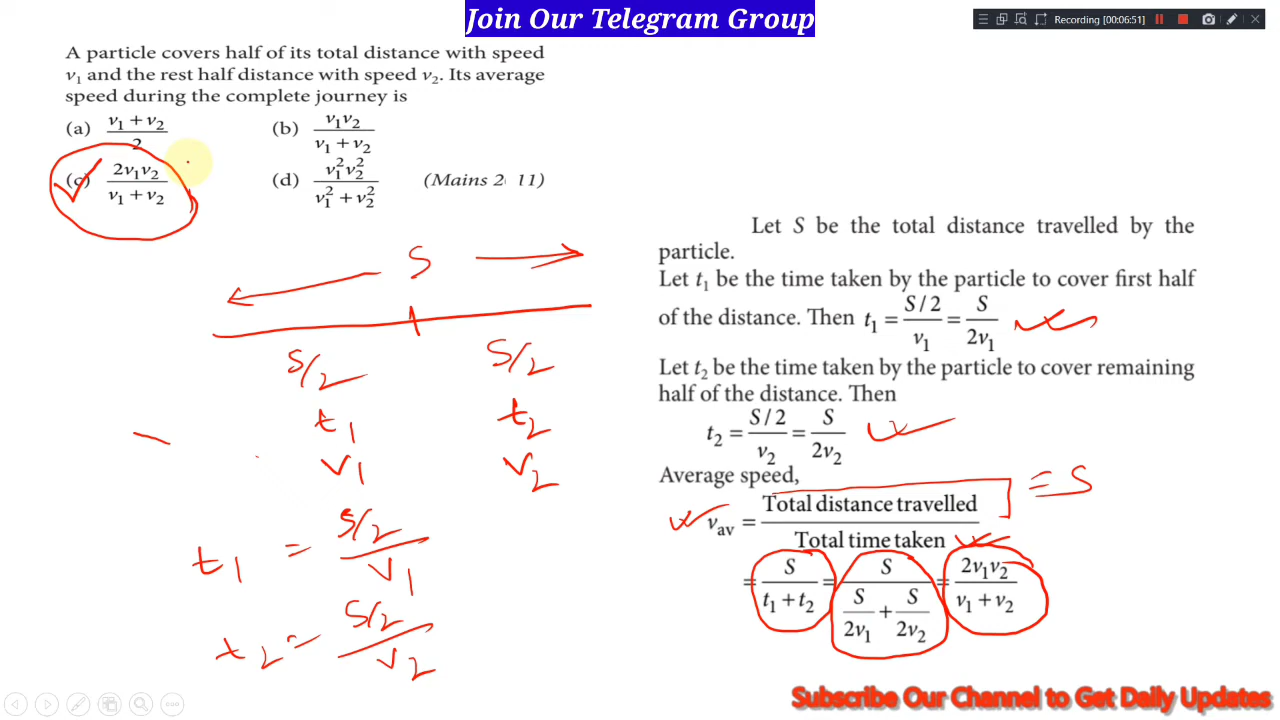 Join Our Telegram Group
Recording [00:06:51]
A particle covers half of its total distance with speed
v₁ and the rest half distance with speed v₂. Its average
speed during the complete journey is
(a) (v₁ + v₂)/2 (b) v₁v₂/(v₁ + v₂)
(c) 2v₁v₂/(v₁ + v₂) (d) v₁²v₂²/(v₁² + v₂²) (Mains 2 11)
S
S/2 S/2
t₁ t₂
v₁ v₂
t₁ = (S/2)/v₁
t₂ = (S/2)/v₂
Let S be the total distance travelled by the
particle.
Let t₁ be the time taken by the particle to cover first half
of the distance. Then t₁ = (S/2)/v₁ = S/(2v₁)
Let t₂ be the time taken by the particle to cover remaining
half of the distance. Then
t₂ = (S/2)/v₂ = S/(2v₂)
Average speed,
v_av = Total distance travelled / Total time taken
= S
= S/(t₁ + t₂) = S/(S/(2v₁) + S/(2v₂)) = 2v₁v₂/(v₁ + v₂)
Subscribe Our Channel to Get Daily Updates